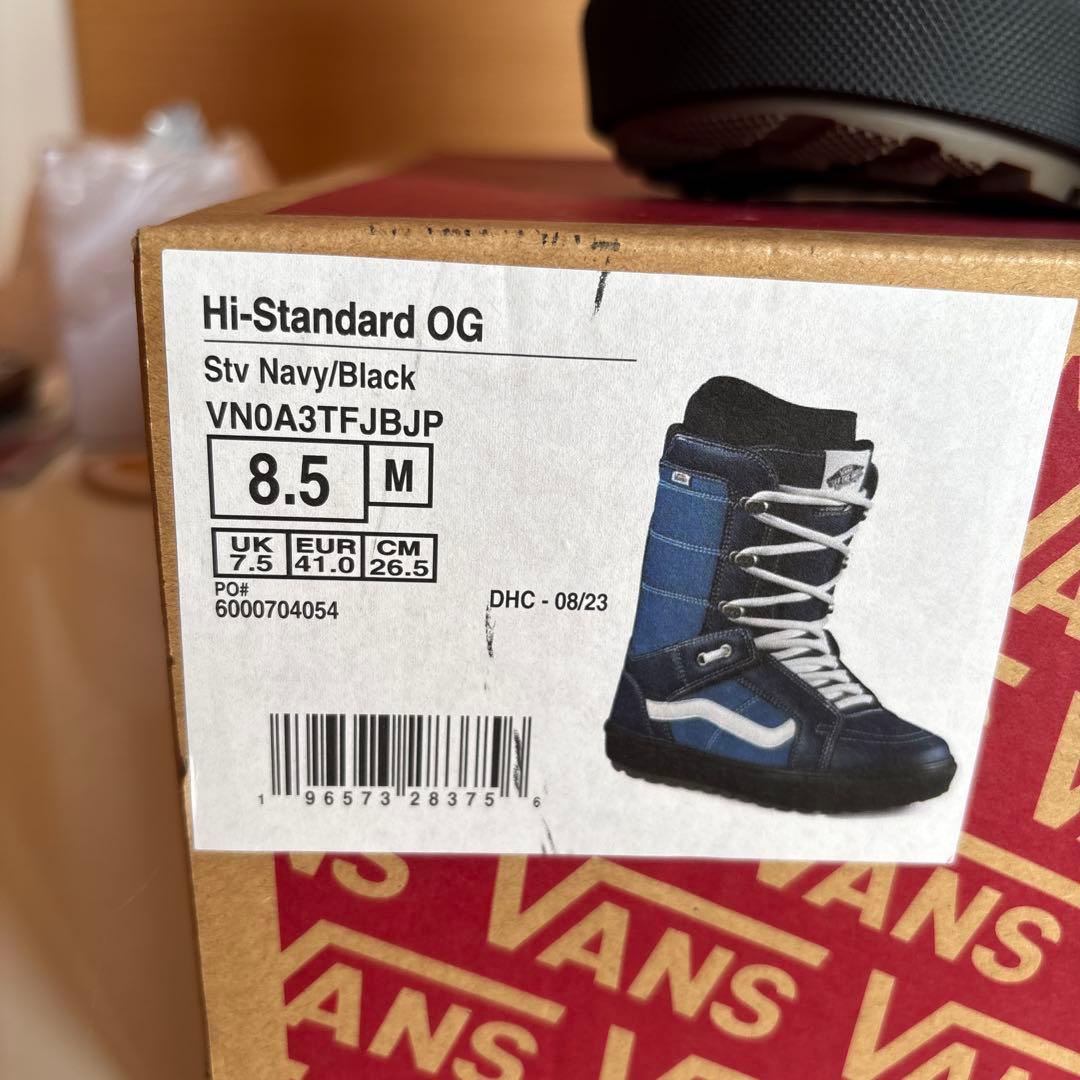 Hi-Standard OG
Stv Navy/Black
VN0A3TFJBJP
8.5 M
UK EUR CM
7.5 41.0 26.5
PO#
6000704054
DHC - 08/23
1 96573 28375 6
VANS
VANS
VANS